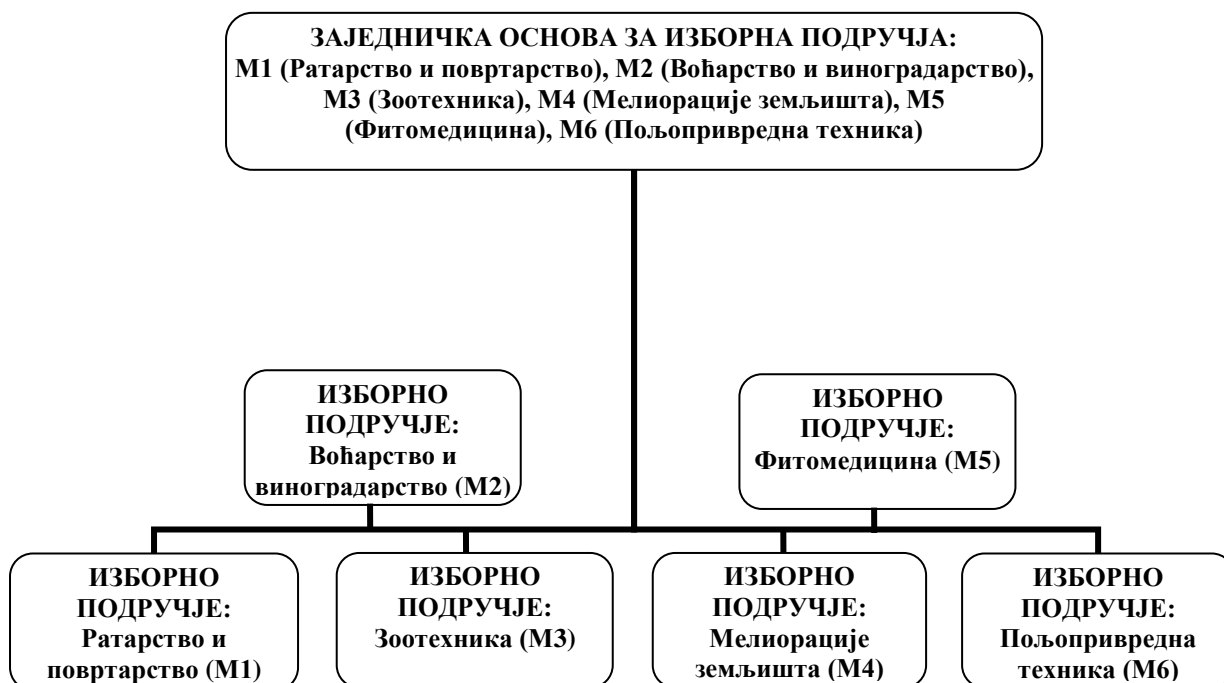 ЗАЈЕДНИЧКА ОСНОВА ЗА ИЗБОРНА ПОДРУЧЈА:
М1 (Ратарство и повртарство), М2 (Воћарство и виноградарство),
М3 (Зоотехника), М4 (Мелиорације земљишта), М5
(Фитомедицина), М6 (Пољопривредна техника)
ИЗБОРНО
ПОДРУЧЈЕ:
Воћарство и
виноградарство (М2)
ИЗБОРНО
ПОДРУЧЈЕ:
Фитомедицина (М5)
ИЗБОРНО
ПОДРУЧЈЕ:
Ратарство и
повртарство (М1)
ИЗБОРНО
ПОДРУЧЈЕ:
Зоотехника (М3)
ИЗБОРНО
ПОДРУЧЈЕ:
Мелиорације
земљишта (М4)
ИЗБОРНО
ПОДРУЧЈЕ:
Пољопривредна
техника (М6)